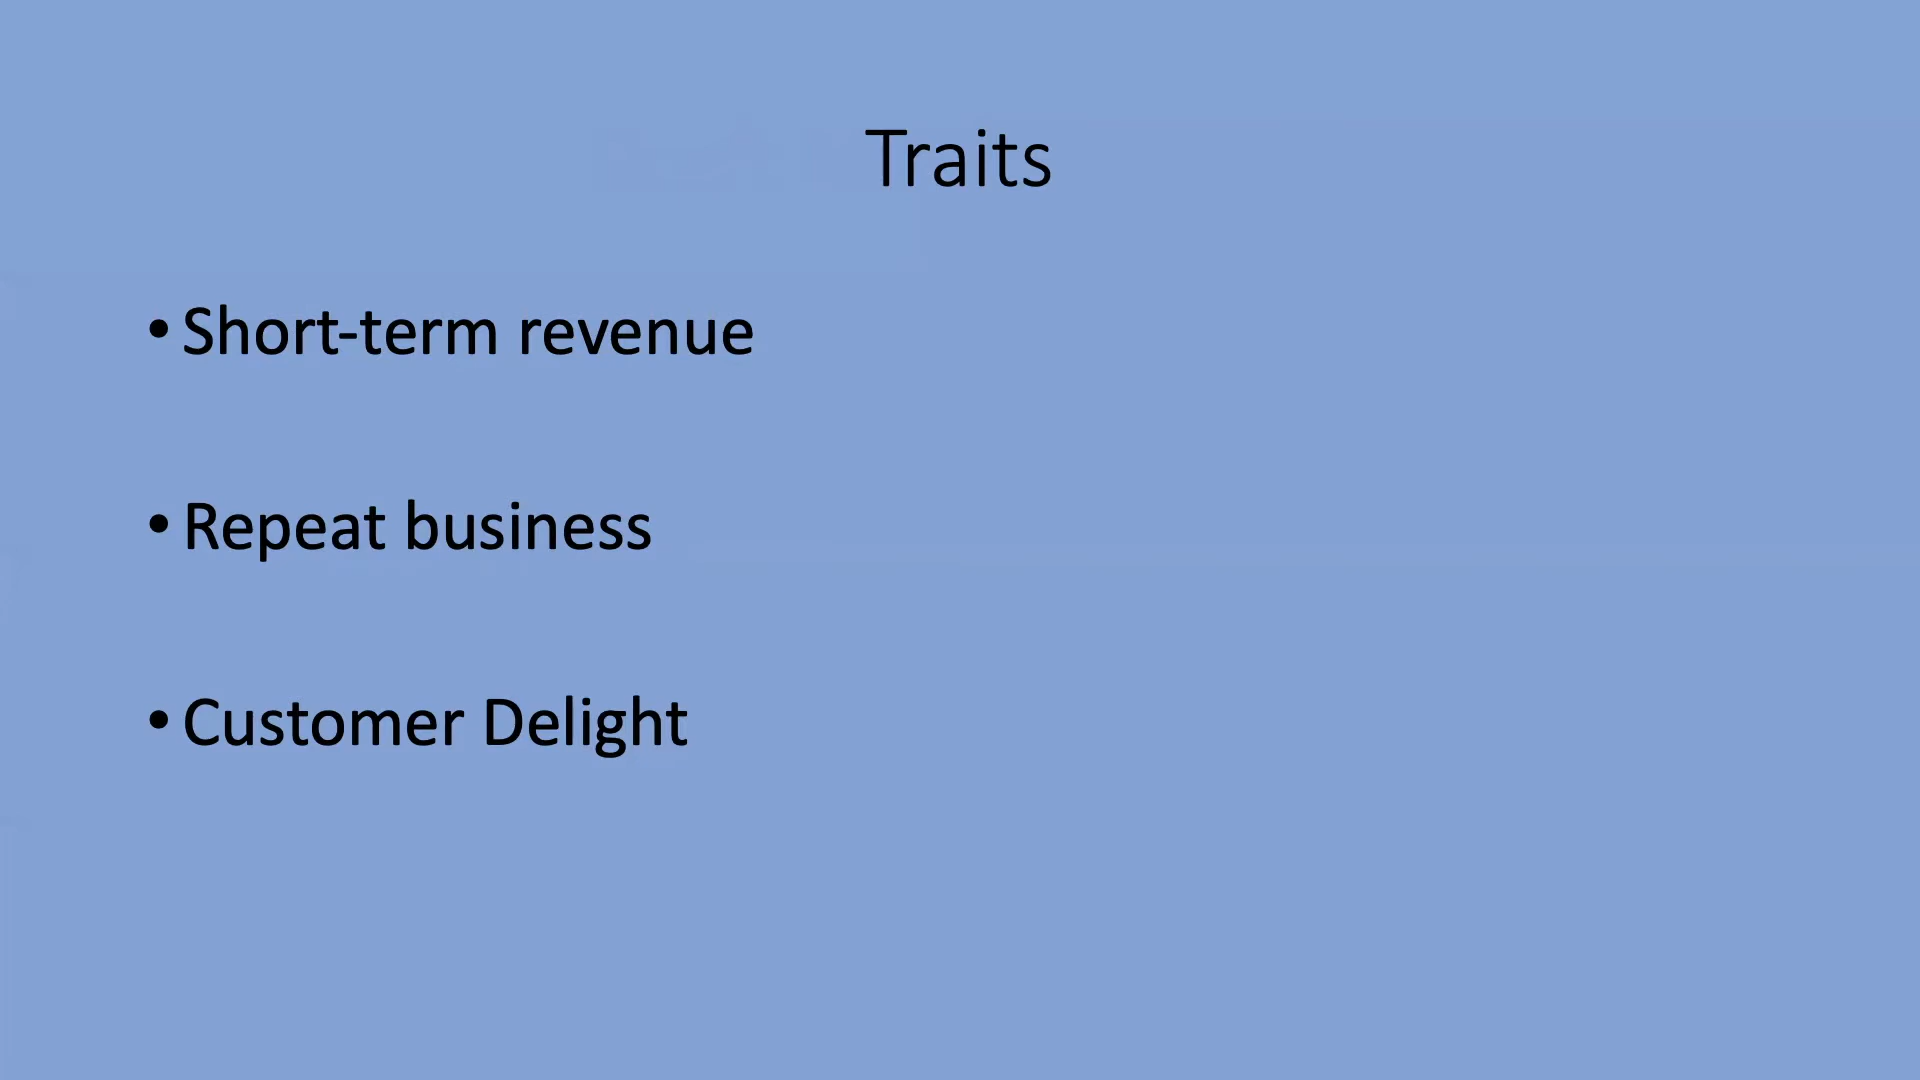 Traits
• Short-term revenue
• Repeat business
• Customer Delight